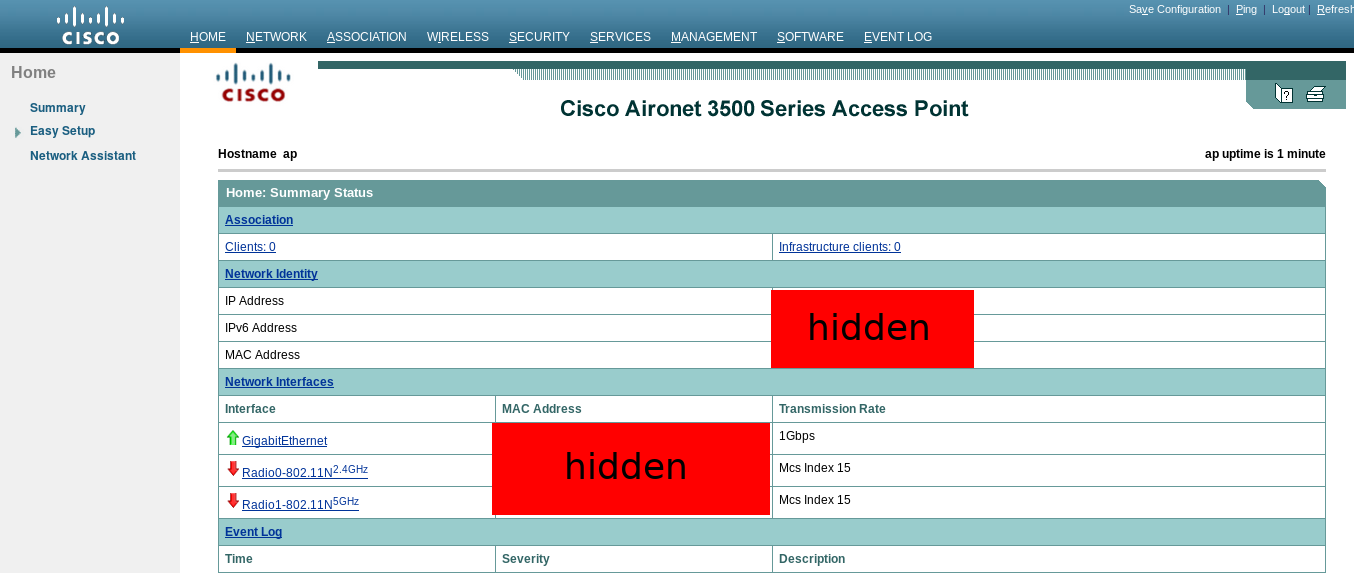 Save Configuration | Ping | Logout | Refresh
CISCO
HOME NETWORK ASSOCIATION WIRELESS SECURITY SERVICES MANAGEMENT SOFTWARE EVENT LOG
Home
Summary
Easy Setup
Network Assistant
CISCO
Cisco Aironet 3500 Series Access Point
Hostname ap ap uptime is 1 minute
Home: Summary Status
Association
Clients: 0 Infrastructure clients: 0
Network Identity
IP Address
IPv6 Address
hidden
MAC Address
Network Interfaces
Interface MAC Address Transmission Rate
GigabitEthernet 1Gbps
Radio0-802.11N2.4GHz hidden Mcs Index 15
Radio1-802.11N5GHz Mcs Index 15
Event Log
Time Severity Description